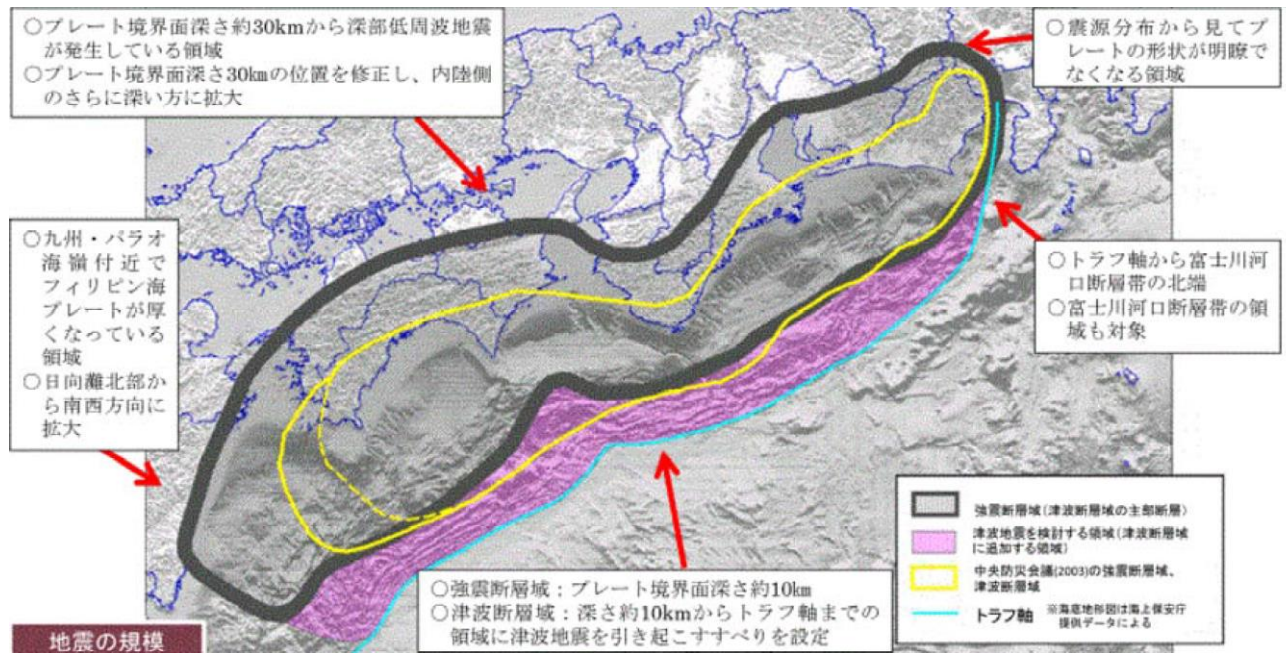 ○プレート境界面深さ約30kmから深部低周波地震
が発生している領域
○プレート境界面深さ30㎞の位置を修正し、内陸側
のさらに深い方に拡大
○震源分布から見てプ
レートの形状が明瞭で
なくなる領域
○九州・パラオ
海嶺付近で
フィリピン海
プレートが厚
くなっている
領域
○日向灘北部か
ら南西方向に
拡大
○トラフ軸から富士川河
口断層帯の北端
○富士川河口断層帯の領
域も対象
○強震断層域：プレート境界面深さ約10km
○津波断層域：深さ約10kmからトラフ軸までの
領域に津波地震を引き起こすすべりを設定
強震断層域(津波断層域の主部断層)
津波地震を検討する領域(津波断層域
に追加する領域)
中央防災会議(2003)の強震断層域、
津波断層域
トラフ軸 ※海底地形図は海上保安庁
提供データによる
地震の規模